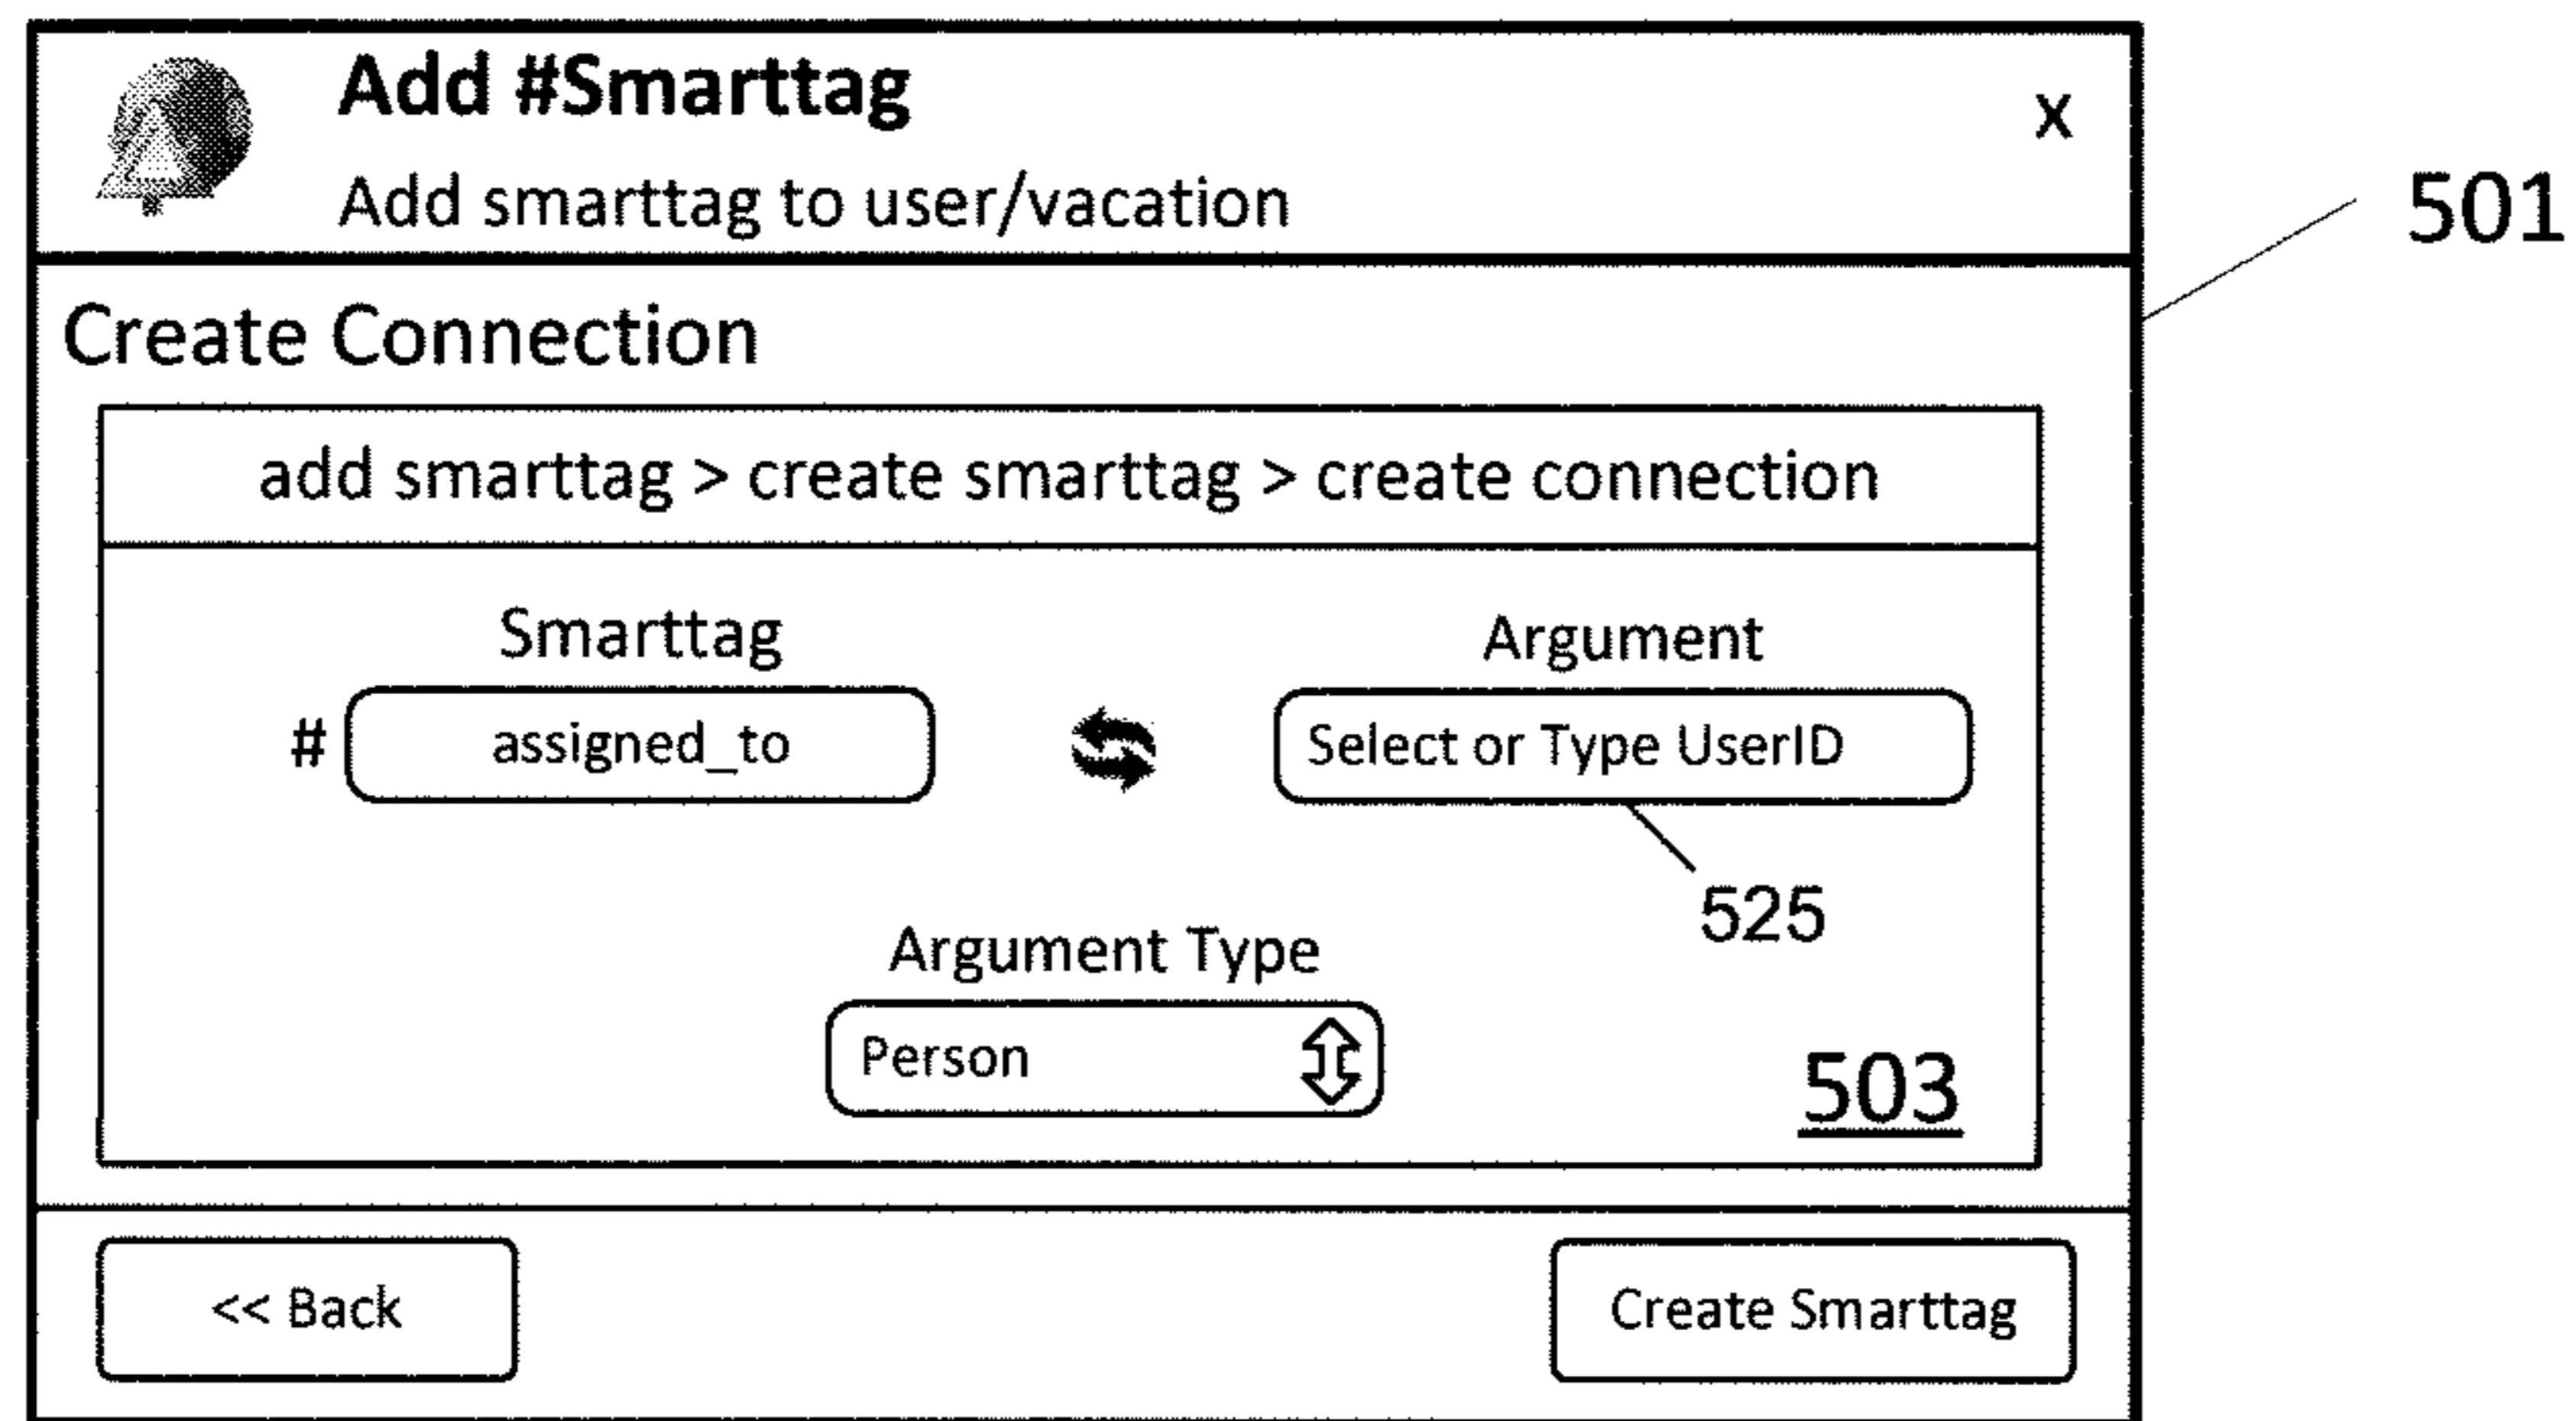 Add #Smarttag
X
Add smarttag to user/vacation
501
Create Connection
add smarttag > create smarttag > create connection
Smarttag
Argument
# assigned_to
Select or Type UserID
525
Argument Type
Person
503
<< Back
Create Smarttag